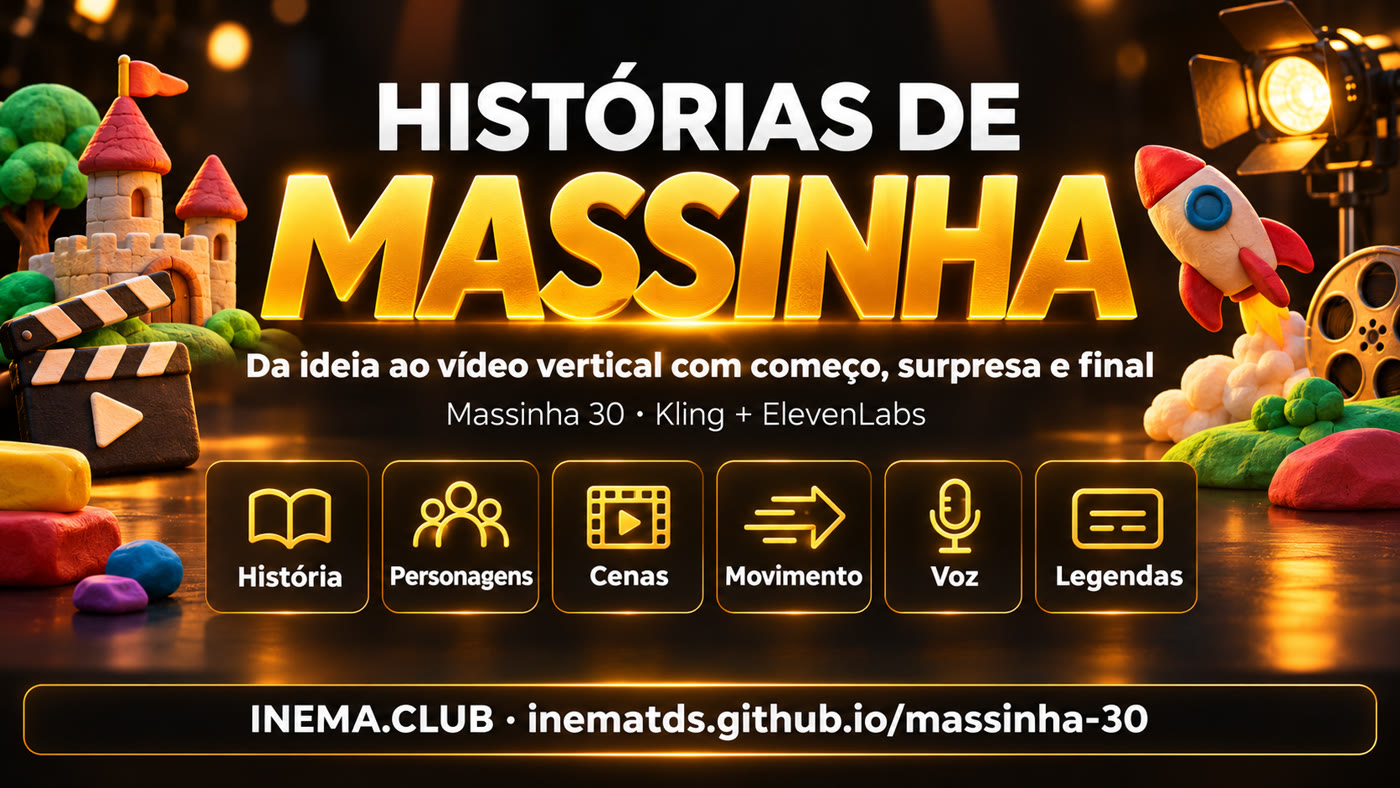 HISTÓRIAS DE
MASSINHA
Da ideia ao vídeo vertical com começo, surpresa e final
Massinha 30 • Kling + ElevenLabs
História
Personagens
Cenas
Movimento
Voz
Legendas
INEMA.CLUB · inematds.github.io/massinha-30